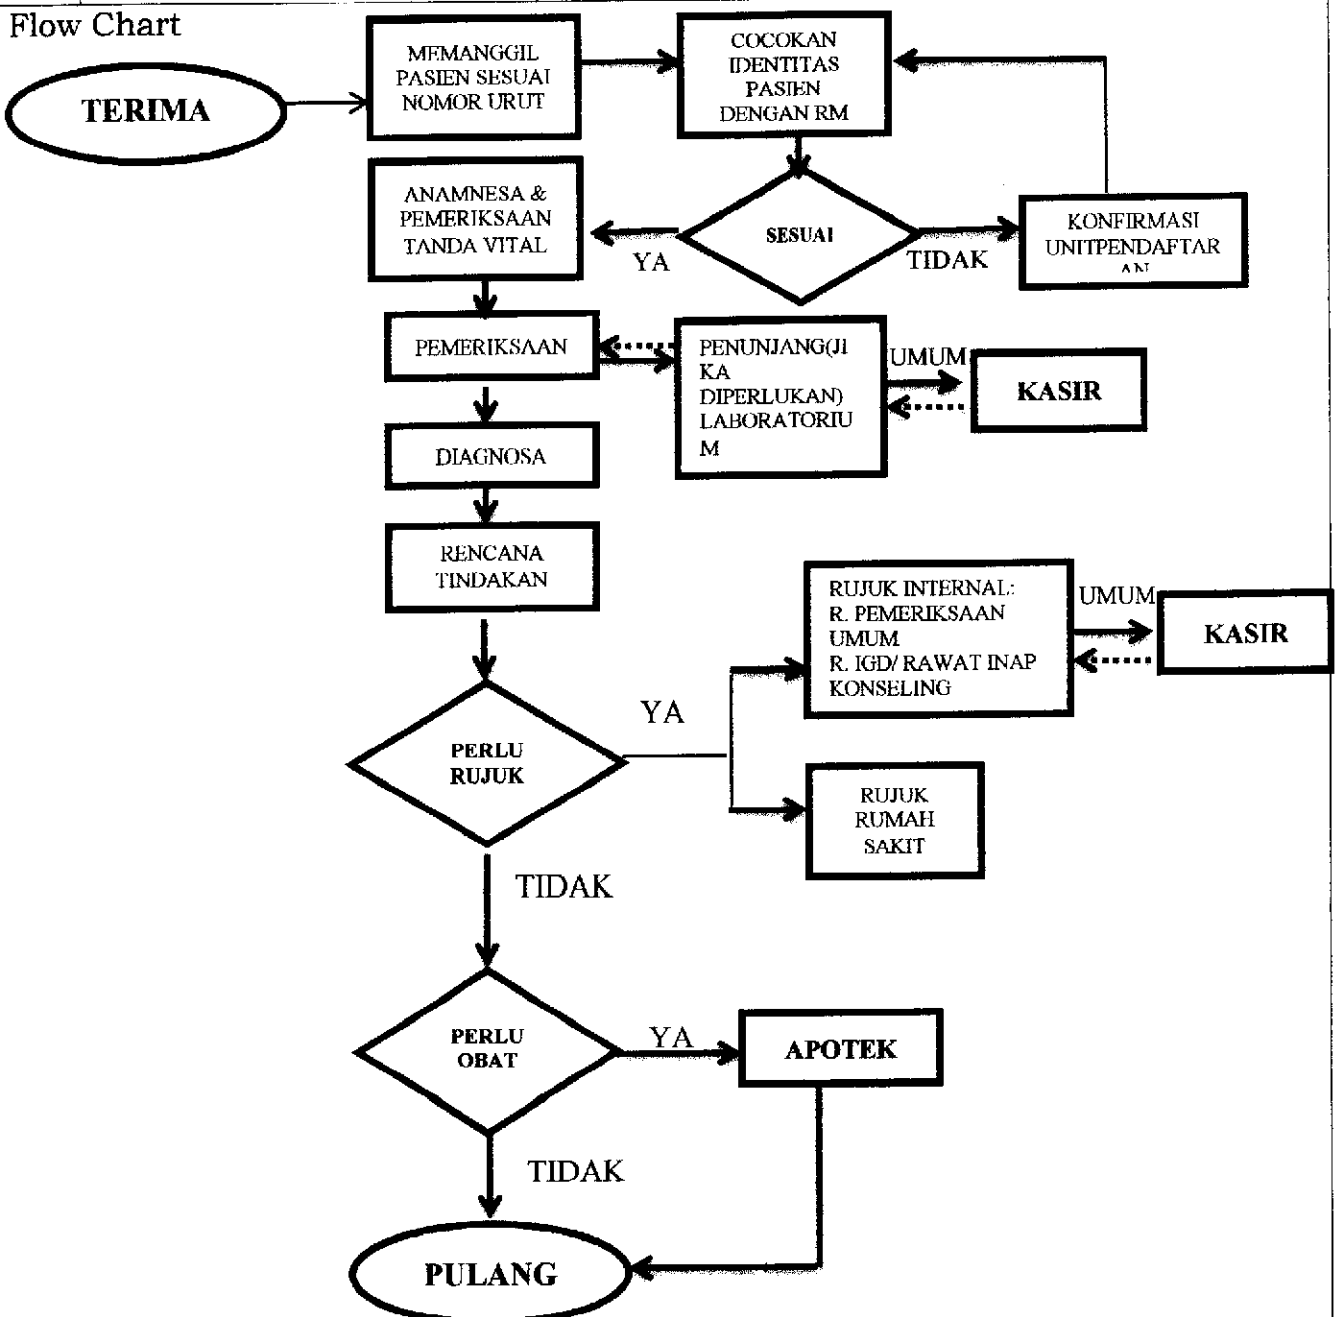 Flow Chart
TERIMA
MEMANGGIL
PASIEN SESUAI
NOMOR URUT
COCOKAN
IDENTITAS
PASIEN
DENGAN RM
ANAMNESA &
PEMERIKSAAN
TANDA VITAL
YA
SESUAI
TIDAK
KONFIRMASI
UNITPENDAFTAR
AN
PEMERIKSAAN
PENUNJANG(JI
KA
DIPERLUKAN)
LABORATORIU
M
UMUM
KASIR
DIAGNOSA
RENCANA
TINDAKAN
RUJUK INTERNAL:
R. PEMERIKSAAN
UMUM
R. IGD/ RAWAT INAP
KONSELING
UMUM
KASIR
PERLU
RUJUK
YA
RUJUK
RUMAH
SAKIT
TIDAK
PERLU
OBAT
YA
APOTEK
TIDAK
PULANG